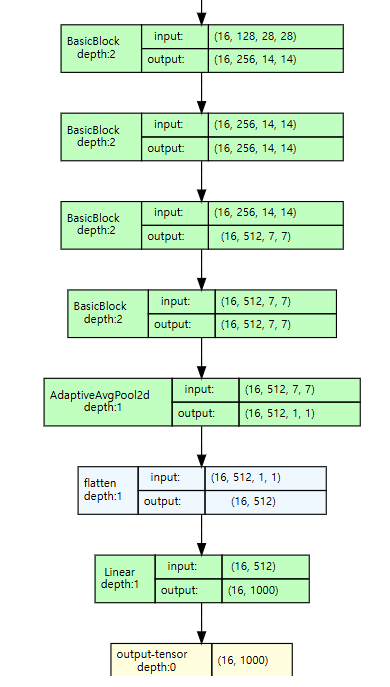 BasicBlock
depth:2
input: (16, 128, 28, 28)
output: (16, 256, 14, 14)
BasicBlock
depth:2
input: (16, 256, 14, 14)
output: (16, 256, 14, 14)
BasicBlock
depth:2
input: (16, 256, 14, 14)
output: (16, 512, 7, 7)
BasicBlock
depth:2
input: (16, 512, 7, 7)
output: (16, 512, 7, 7)
AdaptiveAvgPool2d
depth:1
input: (16, 512, 7, 7)
output: (16, 512, 1, 1)
flatten
depth:1
input: (16, 512, 1, 1)
output: (16, 512)
Linear
depth:1
input: (16, 512)
output: (16, 1000)
output-tensor
depth:0
(16, 1000)